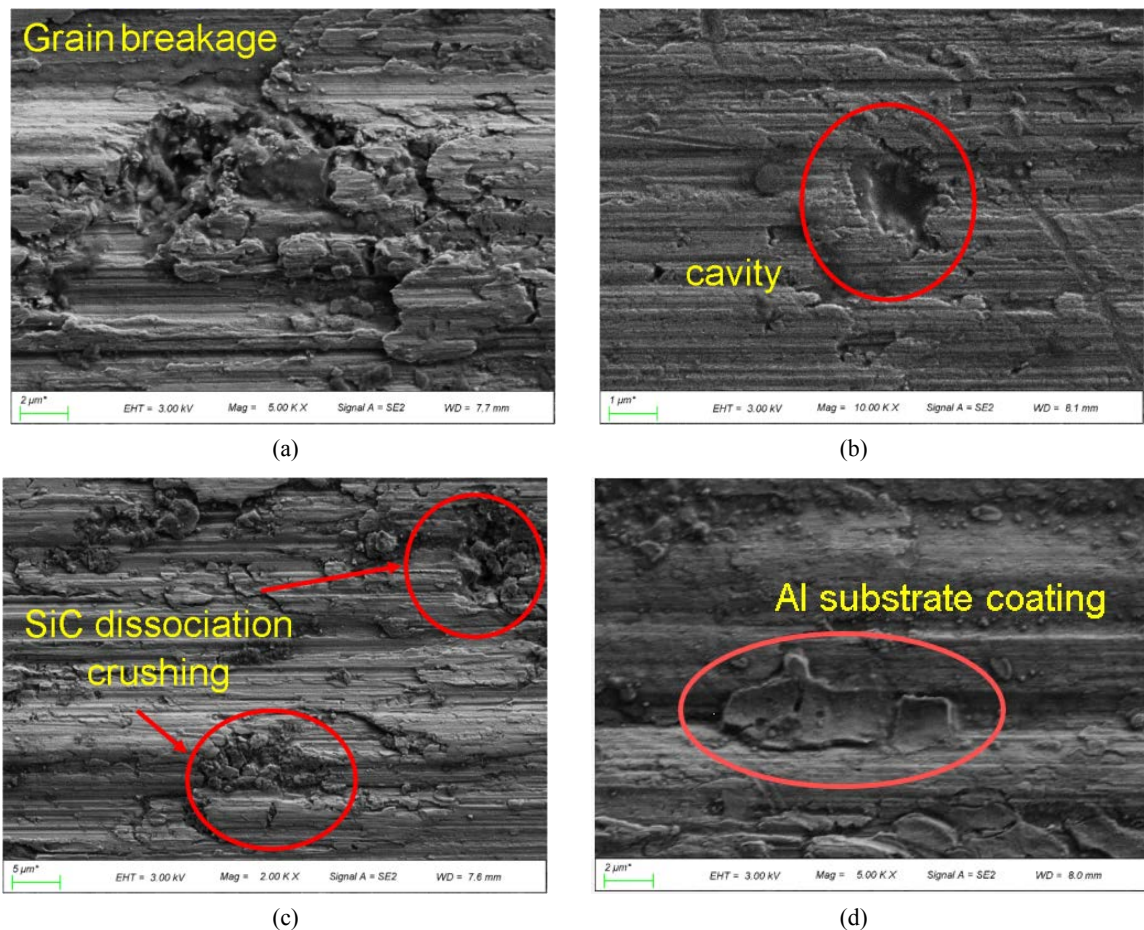 Grain breakage
2 µm*
EHT = 3.00 kV Mag = 5.00 K X Signal A = SE2 WD = 7.7 mm
(a)
cavity
1 µm*
EHT = 3.00 kV Mag = 10.00 K X Signal A = SE2 WD = 8.1 mm
(b)
SiC dissociation
crushing
5 µm*
EHT = 3.00 kV Mag = 2.00 K X Signal A = SE2 WD = 7.6 mm
(c)
Al substrate coating
2 µm*
EHT = 3.00 kV Mag = 5.00 K X Signal A = SE2 WD = 8.0 mm
(d)